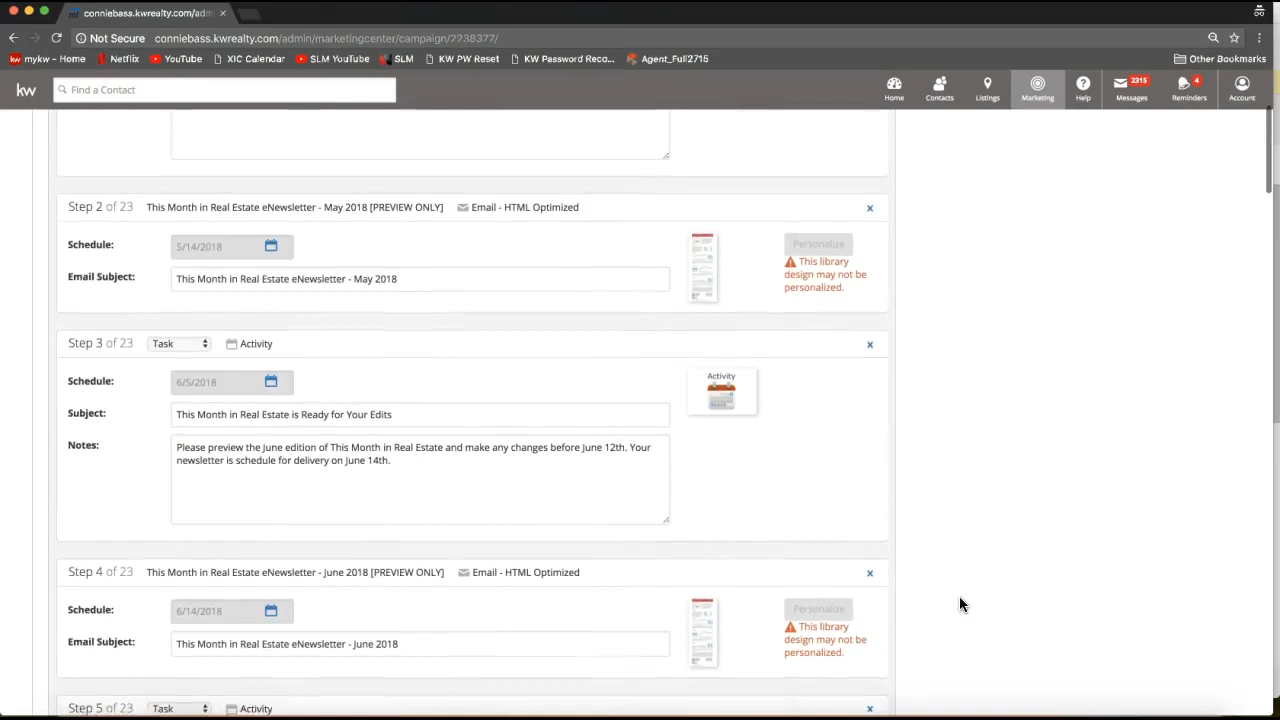 conniebass.kwrealty.com/adm
Not Secure conniebass.kwrealty.com/admin/marketingcenter/campaign/2238377/
mykw - Home Netflix YouTube XIC Calendar SLM YouTube SLM KW PW Reset KW Password Reco... Agent_Full2715 Other Bookmarks
kw Find a Contact Home Contacts Listings Marketing Help 2315 Messages 4 Reminders Account
Step 2 of 23 This Month in Real Estate eNewsletter - May 2018 [PREVIEW ONLY] Email - HTML Optimized x
Schedule: 5/14/2018 Personalize
Email Subject: This Month in Real Estate eNewsletter - May 2018
This library
design may not be
personalized.
Step 3 of 23 Task Activity x
Schedule: 6/5/2018 Activity
Subject: This Month in Real Estate is Ready for Your Edits
Notes: Please preview the June edition of This Month in Real Estate and make any changes before June 12th. Your
newsletter is schedule for delivery on June 14th.
Step 4 of 23 This Month in Real Estate eNewsletter - June 2018 [PREVIEW ONLY] Email - HTML Optimized x
Schedule: 6/14/2018 Personalize
Email Subject: This Month in Real Estate eNewsletter - June 2018
This library
design may not be
personalized.
Step 5 of 23 Task Activity x